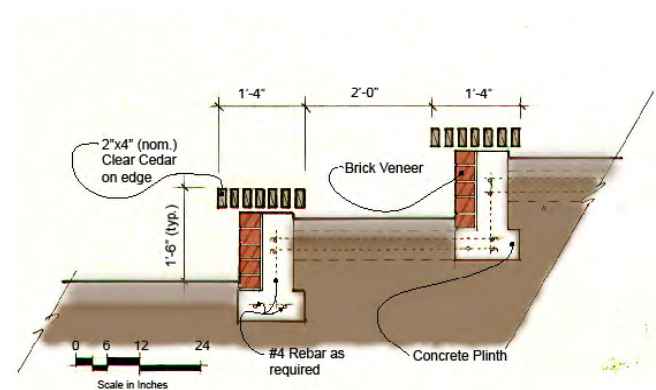 1'-4"
2'-0"
1'-4"
2"x4" (nom.)
Clear Cedar
on edge
Brick Veneer
1'-6" (typ.)
#4 Rebar as
required
Concrete Plinth
0 6 12 24
Scale in Inches